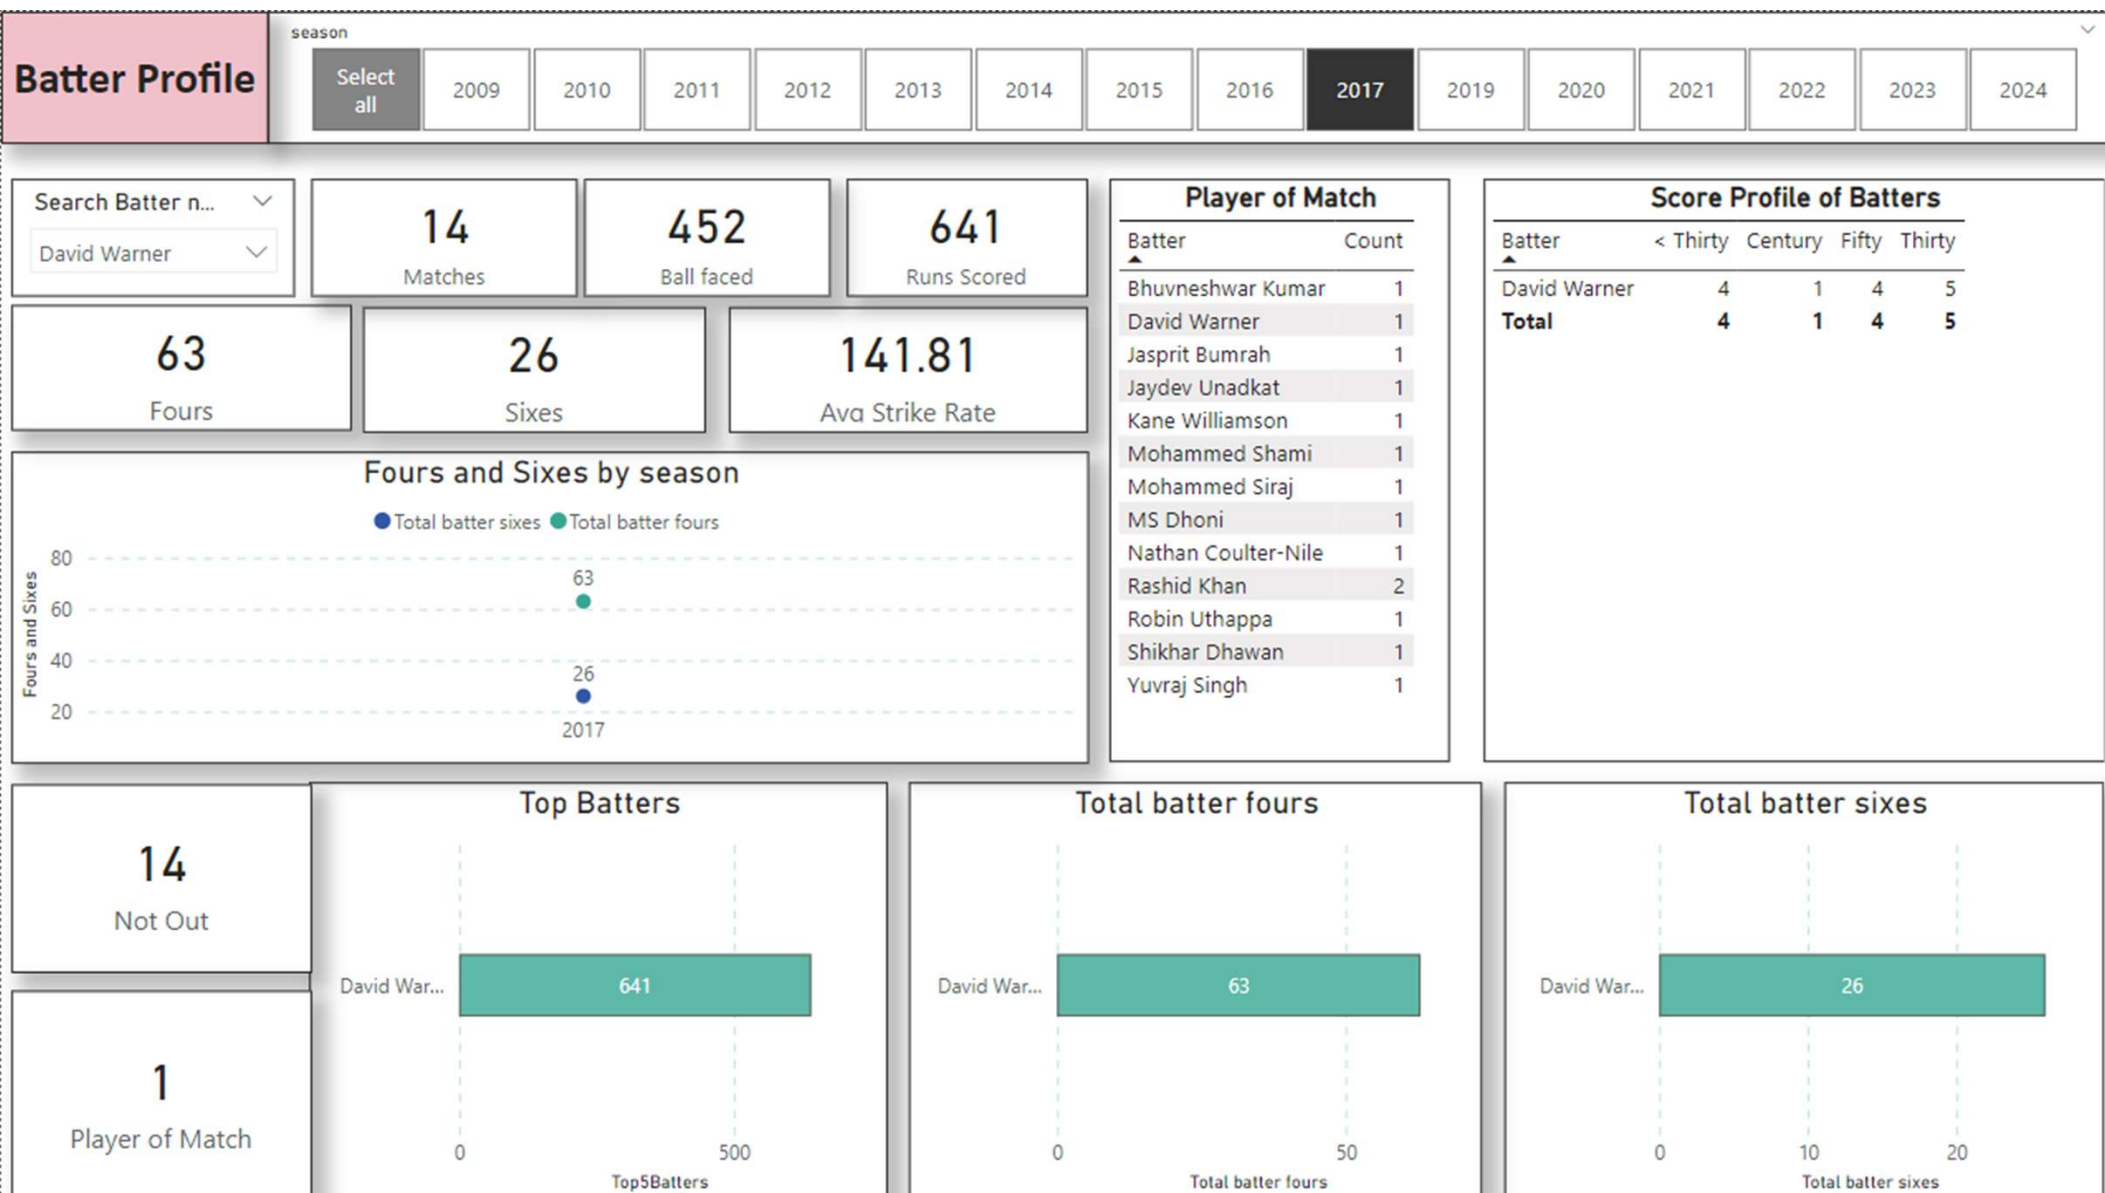 Batter Profile
season
Select all
2009
2010
2011
2012
2013
2014
2015
2016
2017
2019
2020
2021
2022
2023
2024
Search Batter n...
David Warner
14
Matches
452
Ball faced
641
Runs Scored
63
Fours
26
Sixes
141.81
Avg Strike Rate
Player of Match
Batter Count
Bhuvneshwar Kumar 1
David Warner 1
Jasprit Bumrah 1
Jaydev Unadkat 1
Kane Williamson 1
Mohammed Shami 1
Mohammed Siraj 1
MS Dhoni 1
Nathan Coulter-Nile 1
Rashid Khan 2
Robin Uthappa 1
Shikhar Dhawan 1
Yuvraj Singh 1
Score Profile of Batters
Batter < Thirty Century Fifty Thirty
David Warner 4 1 4 5
Total 4 1 4 5
Fours and Sixes by season
Total batter sixes Total batter fours
Fours and Sixes
80
60
40
20
63
26
2017
14
Not Out
1
Player of Match
Top Batters
David War...
641
0 500
Top5Batters
Total batter fours
David War...
63
0 50
Total batter fours
Total batter sixes
David War...
26
0 10 20
Total batter sixes